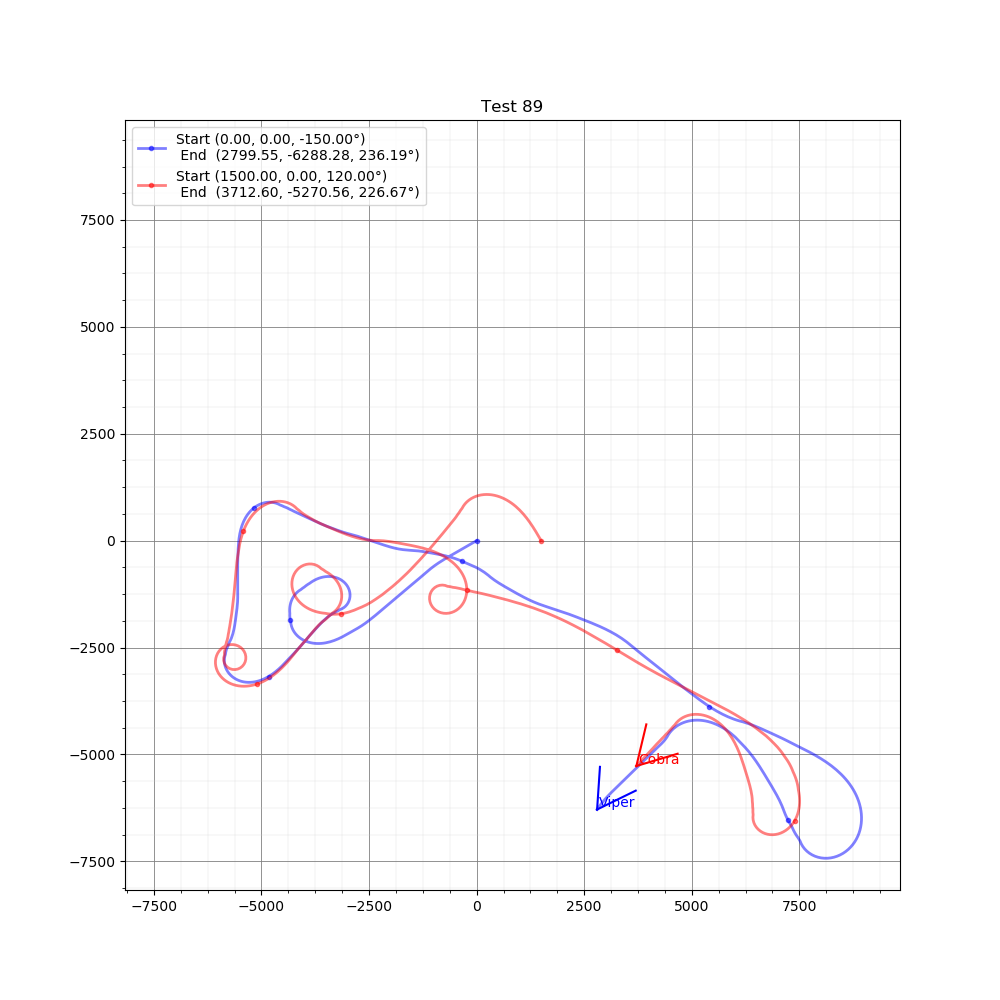 Test 89
Start (0.00, 0.00, -150.00°)
End (2799.55, -6288.28, 236.19°)
Start (1500.00, 0.00, 120.00°)
End (3712.60, -5270.56, 226.67°)
7500
5000
2500
0
−2500
−5000
−7500
Cobra
Viper
−7500
−5000
−2500
0
2500
5000
7500